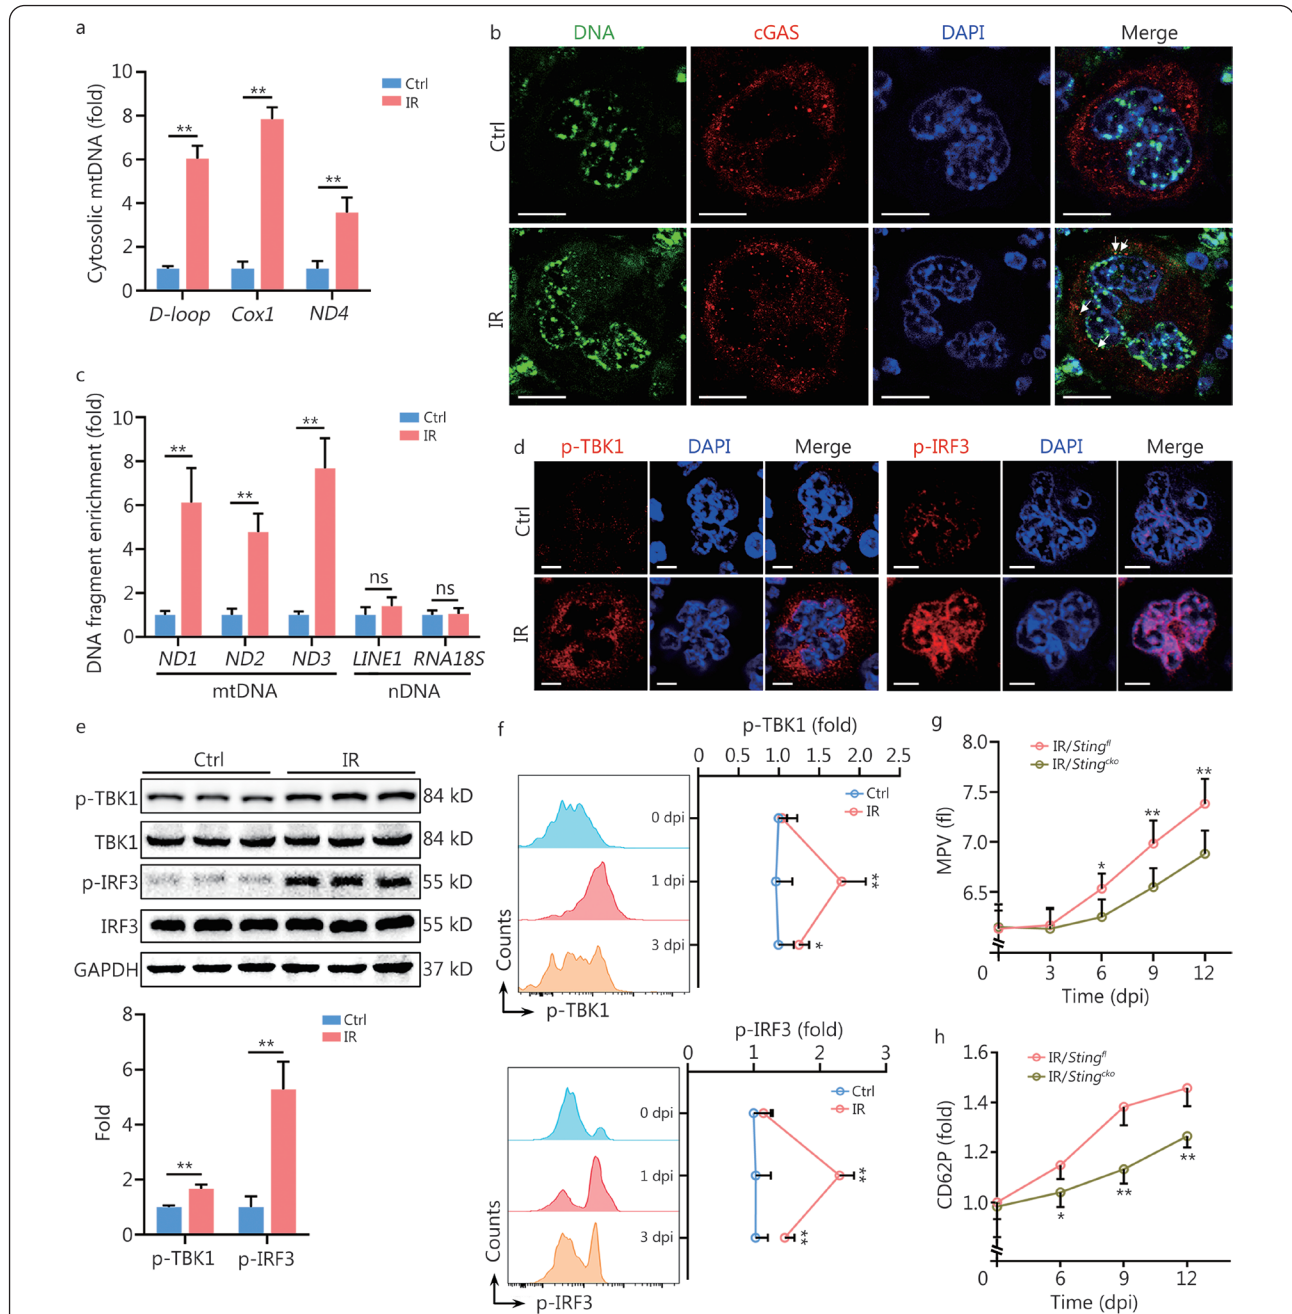 a
Cytosolic mtDNA (fold)
10
8
6
4
2
0
**
**
**
Ctrl
IR
D-loop Cox1 ND4
b
DNA cGAS DAPI Merge
Ctrl
IR
c
DNA fragment enrichment (fold)
10
8
6
4
2
0
**
**
**
ns
ns
Ctrl
IR
ND1 ND2 ND3 LINE1 RNA18S
mtDNA nDNA
d
p-TBK1 DAPI Merge p-IRF3 DAPI Merge
Ctrl
IR
e
Ctrl IR
p-TBK1 84 kD
TBK1 84 kD
p-IRF3 55 kD
IRF3 55 kD
GAPDH 37 kD
Fold
8
6
4
2
0
**
**
Ctrl
IR
p-TBK1 p-IRF3
f
p-TBK1 (fold)
0 0.5 1.0 1.5 2.0 2.5
Ctrl
IR
0 dpi
1 dpi
3 dpi
**
*
Counts
p-TBK1
p-IRF3 (fold)
0 1 2 3
Ctrl
IR
0 dpi
1 dpi
3 dpi
**
**
Counts
p-IRF3
g
MPV (fl)
8.0
7.5
7.0
6.5
0
IR/Sting^fl
IR/Sting^cko
*
**
**
3 6 9 12
Time (dpi)
h
CD62P (fold)
1.6
1.4
1.2
1.0
0
IR/Sting^fl
IR/Sting^cko
*
**
**
6 9 12
Time (dpi)